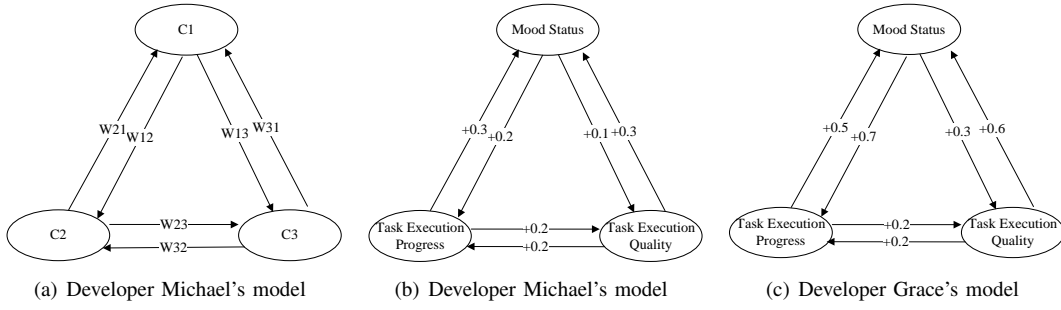 C1
W21
W12
W13
W31
C2
W23
W32
C3
(a) Developer Michael's model
Mood Status
+0.3
+0.2
+0.1
+0.3
Task Execution
Progress
+0.2
+0.2
Task Execution
Quality
(b) Developer Michael's model
Mood Status
+0.5
+0.7
+0.3
+0.6
Task Execution
Progress
+0.2
+0.2
Task Execution
Quality
(c) Developer Grace's model